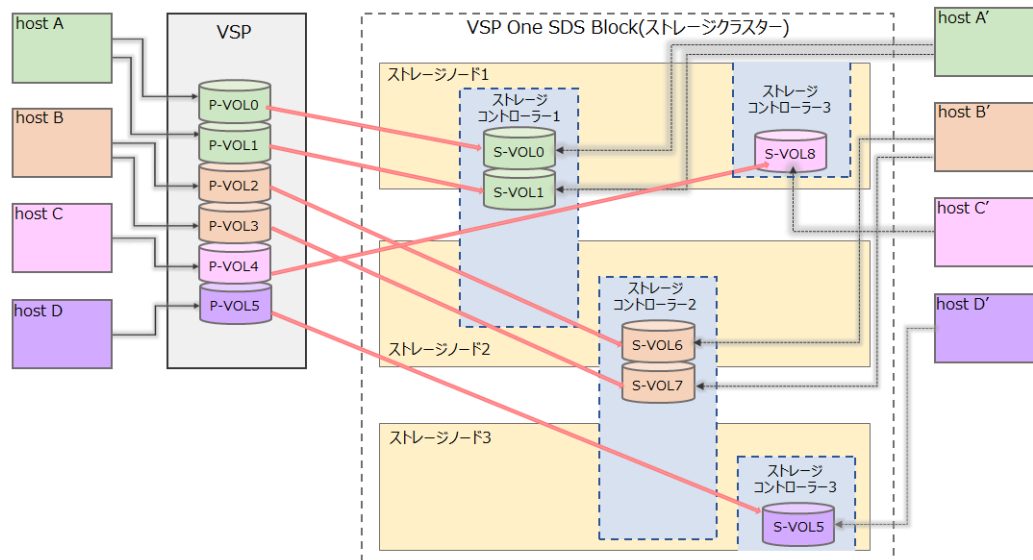 host A
host B
host C
host D
VSP
P-VOL0
P-VOL1
P-VOL2
P-VOL3
P-VOL4
P-VOL5
VSP One SDS Block(ストレージクラスター)
ストレージノード1
ストレージ
コントローラー1
S-VOL0
S-VOL1
ストレージ
コントローラー3
S-VOL8
ストレージノード2
ストレージ
コントローラー2
S-VOL6
S-VOL7
ストレージノード3
ストレージ
コントローラー3
S-VOL5
host A’
host B’
host C’
host D’